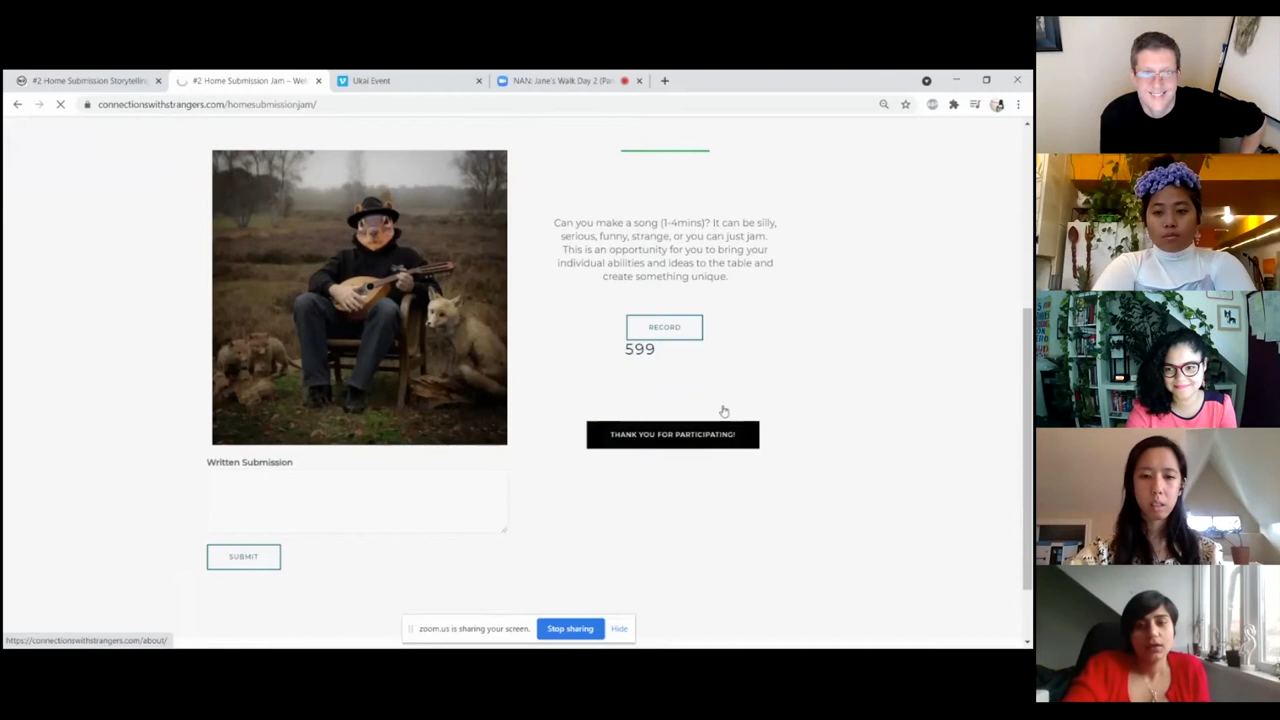 #2 Home Submission Storytelling
#2 Home Submission Jam – Wel
Ukai Event
NAN: Jane's Walk Day 2 (Par
connectionswithstrangers.com/homesubmissionjam/
Can you make a song (1-4mins)? It can be silly,
serious, funny, strange, or you can just jam.
This is an opportunity for you to bring your
individual abilities and ideas to the table and
create something unique.
RECORD
599
THANK YOU FOR PARTICIPATING!
Written Submission
SUBMIT
zoom.us is sharing your screen.
Stop sharing
Hide
https://connectionswithstrangers.com/about/